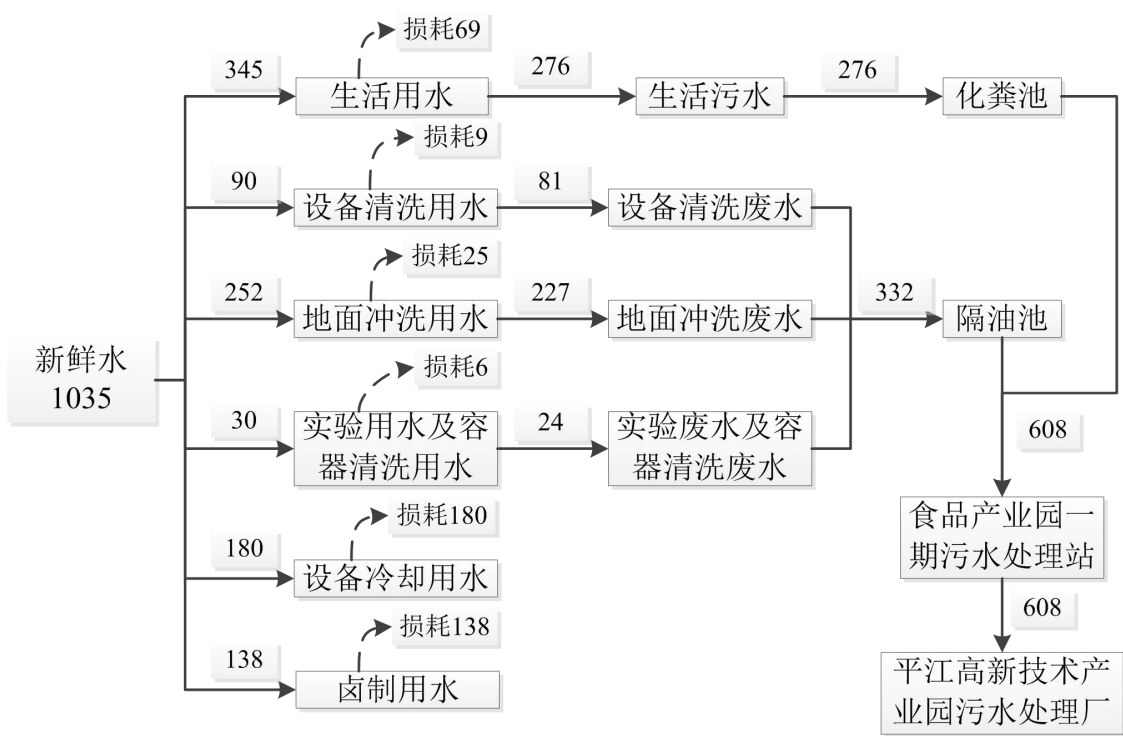 损耗69
345
276
276
生活用水
生活污水
化粪池
损耗9
90
81
设备清洗用水
设备清洗废水
损耗25
252
227
332
地面冲洗用水
地面冲洗废水
隔油池
新鲜水
1035
损耗6
30
24
实验用水及容
器清洗用水
实验废水及容
器清洗废水
608
损耗180
180
设备冷却用水
食品产业园一
期污水处理站
608
损耗138
138
卤制用水
平江高新技术产
业园污水处理厂